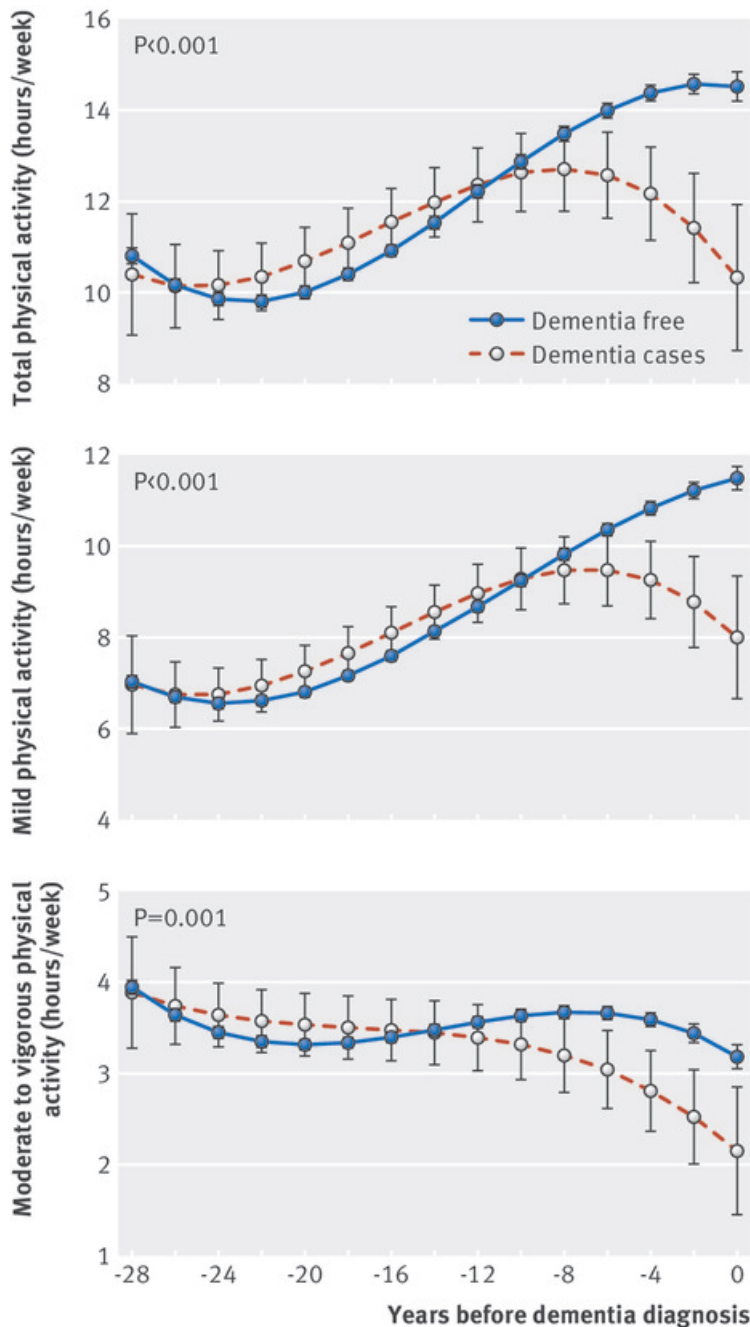 Total physical activity (hours/week)
16
14
12
10
8
P<0.001
Dementia free
Dementia cases
Mild physical activity (hours/week)
12
10
8
6
4
P<0.001
Moderate to vigorous physical
activity (hours/week)
5
4
3
2
1
P=0.001
-28 -24 -20 -16 -12 -8 -4 0
Years before dementia diagnosis